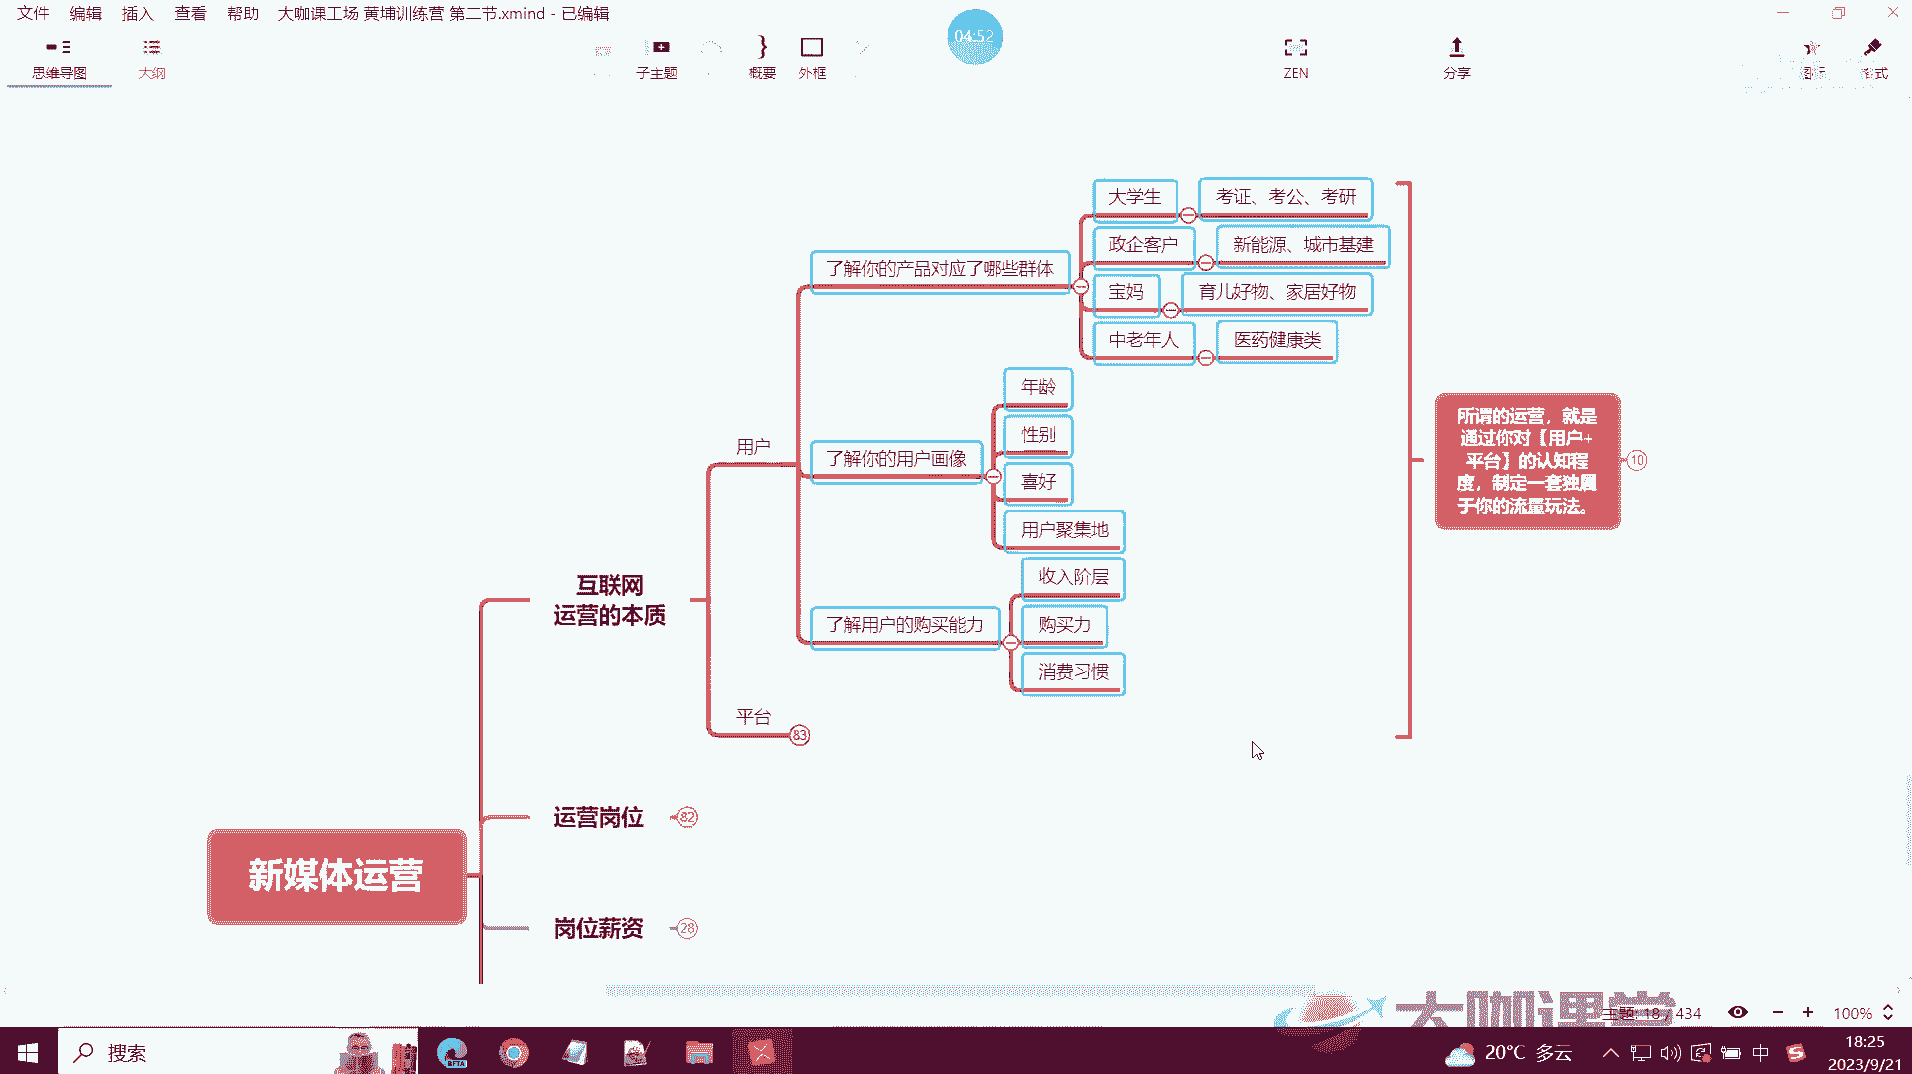 文件 编辑 插入 查看 帮助 大咖课工场 黄埔训练营 第二节.xmind - 已编辑
04:52
思维导图 大纲 子主题 概要 外框 ZEN 分享 图标 格式
大学生 考证、考公、考研
政企客户 新能源、城市基建
了解你的产品对应了哪些群体
宝妈 育儿好物、家居好物
中老年人 医药健康类
年龄
性别
用户
了解你的用户画像
喜好
用户聚集地
所谓的运营，就是
通过你对【用户+
平台】的认知程
度，制定一套独属
于你的流量玩法。
10
互联网
运营的本质
收入阶层
了解用户的购买能力
购买力
消费习惯
平台 83
运营岗位 82
新媒体运营
岗位薪资 28
大咖课堂
主题: 18 / 434 100%
搜索
BETA
20°C 多云
中
18:25
2023/9/21